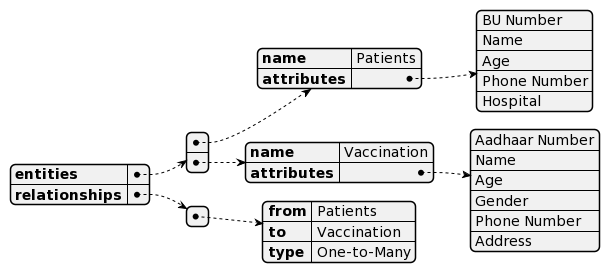 entities
relationships
name Patients
attributes
BU Number
Name
Age
Phone Number
Hospital
name Vaccination
attributes
Aadhaar Number
Name
Age
Gender
Phone Number
Address
from Patients
to Vaccination
type One-to-Many